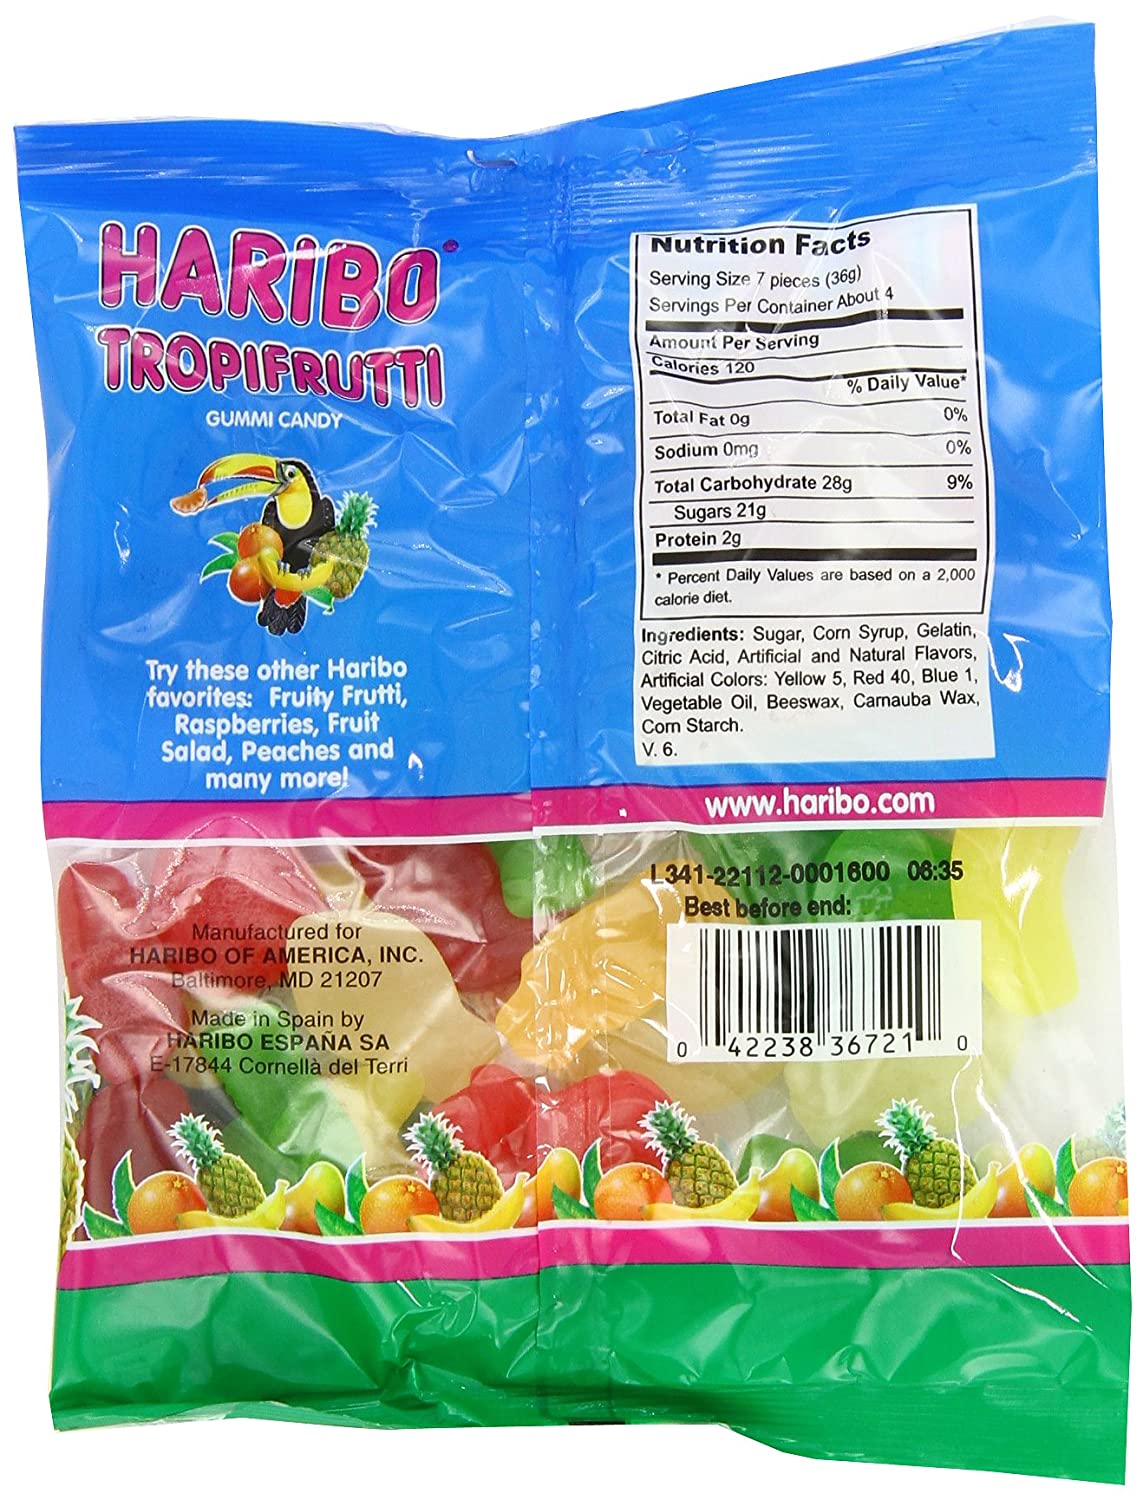 HARIBO®
TROPIFRUTTI
GUMMI CANDY
Try these other Haribo
favorites: Fruity Frutti,
Raspberries, Fruit
Salad, Peaches and
many more!
Nutrition Facts
Serving Size 7 pieces (36g)
Servings Per Container About 4
Amount Per Serving
Calories 120
% Daily Value*
Total Fat 0g 0%
Sodium 0mg 0%
Total Carbohydrate 28g 9%
Sugars 21g
Protein 2g
* Percent Daily Values are based on a 2,000
calorie diet.
Ingredients: Sugar, Corn Syrup, Gelatin,
Citric Acid, Artificial and Natural Flavors,
Artificial Colors: Yellow 5, Red 40, Blue 1,
Vegetable Oil, Beeswax, Carnauba Wax,
Corn Starch.
V. 6.
www.haribo.com
L341-22112-0001600 08:35
Best before end:
0 42238 36721 0
Manufactured for
HARIBO OF AMERICA, INC.
Baltimore, MD 21207
Made in Spain by
HARIBO ESPAÑA SA
E-17844 Cornellà del Terri